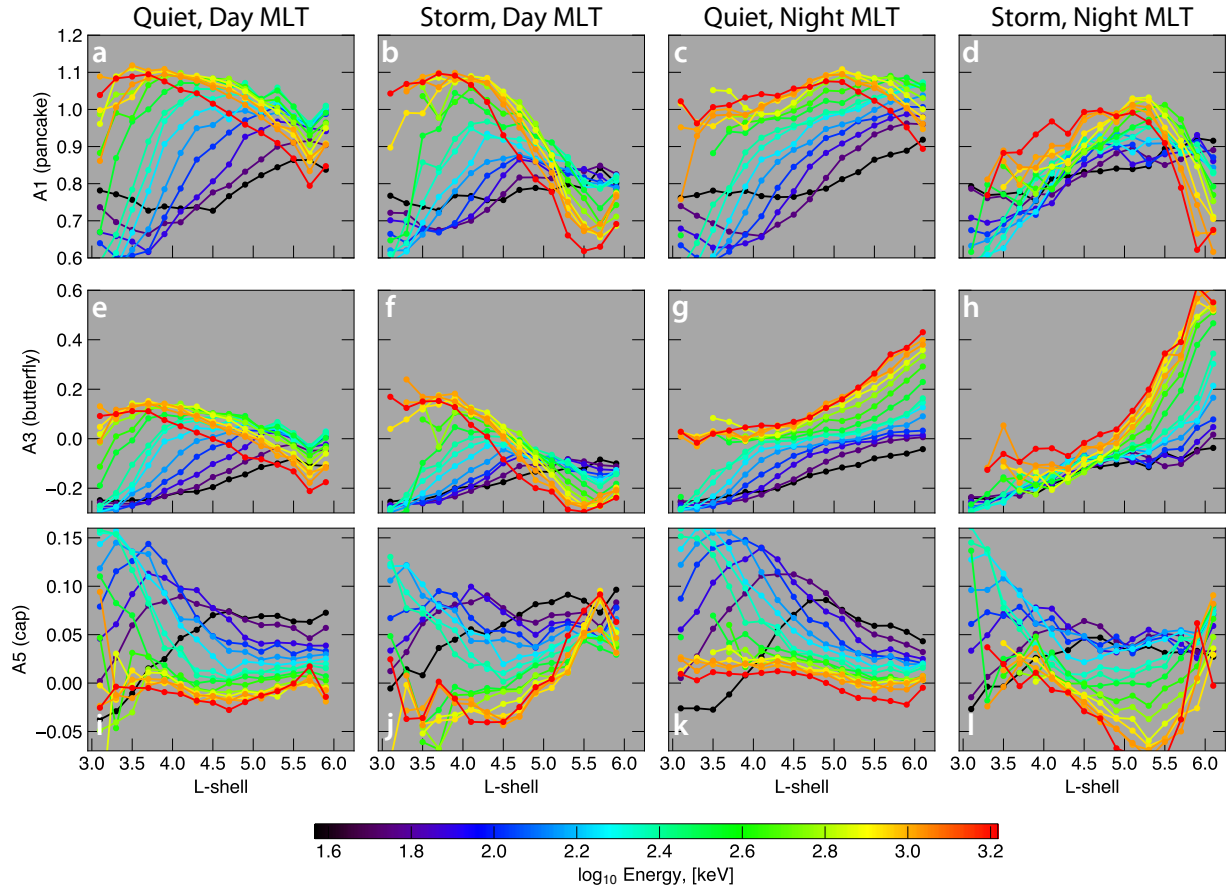 Quiet, Day MLT Storm, Day MLT Quiet, Night MLT Storm, Night MLT
a b c d
A1 (pancake)
1.2
1.1
1.0
0.9
0.8
0.7
0.6
e f g h
A3 (butterfly)
0.6
0.4
0.2
0.0
−0.2
i j k l
A5 (cap)
0.15
0.10
0.05
0.00
−0.05
3.0 3.5 4.0 4.5 5.0 5.5 6.0 3.0 3.5 4.0 4.5 5.0 5.5 6.0 3.0 3.5 4.0 4.5 5.0 5.5 6.0 3.0 3.5 4.0 4.5 5.0 5.5 6.0
L-shell L-shell L-shell L-shell
1.6 1.8 2.0 2.2 2.4 2.6 2.8 3.0 3.2
log₁₀ Energy, [keV]